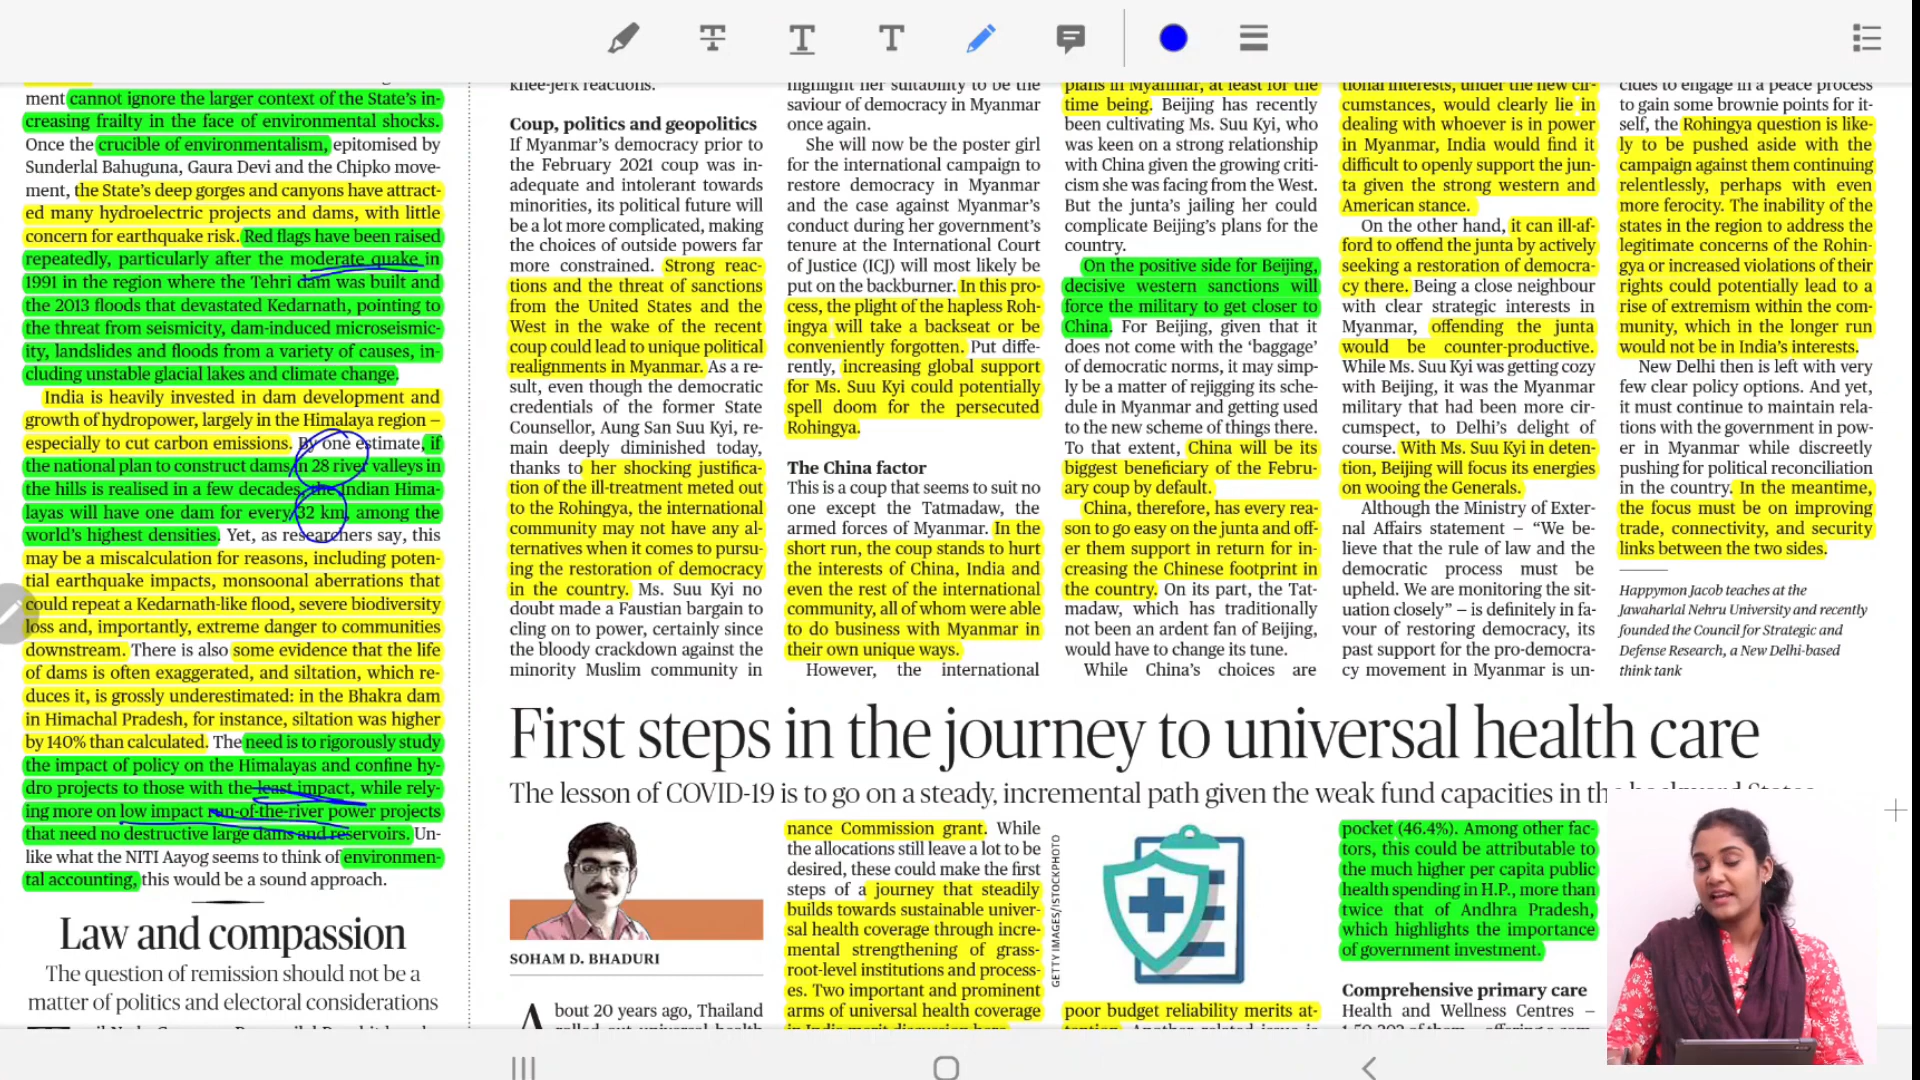 ment cannot ignore the larger context of the State's in-
creasing frailty in the face of environmental shocks.
Once the crucible of environmentalism, epitomised by
Sunderlal Bahuguna, Gaura Devi and the Chipko move-
ment, the State's deep gorges and canyons have attract-
ed many hydroelectric projects and dams, with little
concern for earthquake risk. Red flags have been raised
repeatedly, particularly after the moderate quake in
1991 in the region where the Tehri dam was built and
the 2013 floods that devastated Kedarnath, pointing to
the threat from seismicity, dam-induced microseismic-
ity, landslides and floods from a variety of causes, in-
cluding unstable glacial lakes and climate change.
India is heavily invested in dam development and
growth of hydropower, largely in the Himalaya region –
especially to cut carbon emissions. By one estimate, if
the national plan to construct dams in 28 river valleys in
the hills is realised in a few decades, the Indian Hima-
layas will have one dam for every 32 km, among the
world's highest densities. Yet, as researchers say, this
may be a miscalculation for reasons, including poten-
tial earthquake impacts, monsoonal aberrations that
could repeat a Kedarnath-like flood, severe biodiversity
loss and, importantly, extreme danger to communities
downstream. There is also some evidence that the life
of dams is often exaggerated, and siltation, which re-
duces it, is grossly underestimated: in the Bhakra dam
in Himachal Pradesh, for instance, siltation was higher
by 140% than calculated. The need is to rigorously study
the impact of policy on the Himalayas and confine hy-
dro projects to those with the least impact, while rely-
ing more on low impact run-of-the-river power projects
that need no destructive large dams and reservoirs. Un-
like what the NITI Aayog seems to think of environmen-
tal accounting, this would be a sound approach.
Law and compassion
The question of remission should not be a
matter of politics and electoral considerations
knee-jerk reactions.
Coup, politics and geopolitics
If Myanmar's democracy prior to
the February 2021 coup was in-
adequate and intolerant towards
minorities, its political future will
be a lot more complicated, making
the choices of outside powers far
more constrained. Strong reac-
tions and the threat of sanctions
from the United States and the
West in the wake of the recent
coup could lead to unique political
realignments in Myanmar. As a re-
sult, even though the democratic
credentials of the former State
Counsellor, Aung San Suu Kyi, re-
main deeply diminished today,
thanks to her shocking justifica-
tion of the ill-treatment meted out
to the Rohingya, the international
community may not have any al-
ternatives when it comes to pursu-
ing the restoration of democracy
in the country. Ms. Suu Kyi no
doubt made a Faustian bargain to
cling on to power, certainly since
the bloody crackdown against the
minority Muslim community in
highlight her suitability to be the
saviour of democracy in Myanmar
once again.
She will now be the poster girl
for the international campaign to
restore democracy in Myanmar
and the case against Myanmar's
conduct during her government's
tenure at the International Court
of Justice (ICJ) will most likely be
put on the backburner. In this pro-
cess, the plight of the hapless Roh-
ingya will take a backseat or be
conveniently forgotten. Put diffe-
rently, increasing global support
for Ms. Suu Kyi could potentially
spell doom for the persecuted
Rohingya.
The China factor
This is a coup that seems to suit no
one except the Tatmadaw, the
armed forces of Myanmar. In the
short run, the coup stands to hurt
the interests of China, India and
even the rest of the international
community, all of whom were able
to do business with Myanmar in
their own unique ways.
However, the international
plans in Myanmar, at least for the
time being. Beijing has recently
been cultivating Ms. Suu Kyi, who
was keen on a strong relationship
with China given the growing criti-
cism she was facing from the West.
But the junta's jailing her could
complicate Beijing's plans for the
country.
On the positive side for Beijing,
decisive western sanctions will
force the military to get closer to
China. For Beijing, given that it
does not come with the 'baggage'
of democratic norms, it may simp-
ly be a matter of rejigging its sche-
dule in Myanmar and getting used
to the new scheme of things there.
To that extent, China will be its
biggest beneficiary of the Febru-
ary coup by default.
China, therefore, has every rea-
son to go easy on the junta and off-
er them support in return for in-
creasing the Chinese footprint in
the country. On its part, the Tat-
madaw, which has traditionally
not been an ardent fan of Beijing,
would have to change its tune.
While China's choices are
tional interests, under the new cir-
cumstances, would clearly lie in
dealing with whoever is in power
in Myanmar, India would find it
difficult to openly support the jun-
ta given the strong western and
American stance.
On the other hand, it can ill-af-
ford to offend the junta by actively
seeking a restoration of democra-
cy there. Being a close neighbour
with clear strategic interests in
Myanmar, offending the junta
would be counter-productive.
While Ms. Suu Kyi was getting cozy
with Beijing, it was the Myanmar
military that had been more cir-
cumspect, to Delhi's delight of
course. With Ms. Suu Kyi in deten-
tion, Beijing will focus its energies
on wooing the Generals.
Although the Ministry of Exter-
nal Affairs statement – "We be-
lieve that the rule of law and the
democratic process must be
upheld. We are monitoring the sit-
uation closely" – is definitely in fa-
vour of restoring democracy, its
past support for the pro-democra-
cy movement in Myanmar is un-
cides to engage in a peace process
to gain some brownie points for it-
self, the Rohingya question is like-
ly to be pushed aside with the
campaign against them continuing
relentlessly, perhaps with even
more ferocity. The inability of the
states in the region to address the
legitimate concerns of the Rohin-
gya or increased violations of their
rights could potentially lead to a
rise of extremism within the com-
munity, which in the longer run
would not be in India's interests.
New Delhi then is left with very
few clear policy options. And yet,
it must continue to maintain rela-
tions with the government in pow-
er in Myanmar while discreetly
pushing for political reconciliation
in the country. In the meantime,
the focus must be on improving
trade, connectivity, and security
links between the two sides.
Happymon Jacob teaches at the
Jawaharlal Nehru University and recently
founded the Council for Strategic and
Defense Research, a New Delhi-based
think tank
First steps in the journey to universal health care
The lesson of COVID-19 is to go on a steady, incremental path given the weak fund capacities in
SOHAM D. BHADURI
About 20 years ago, Thailand
nance Commission grant. While
the allocations still leave a lot to be
desired, these could make the first
steps of a journey that steadily
builds towards sustainable univer-
sal health coverage through incre-
mental strengthening of grass-
root-level institutions and process-
es. Two important and prominent
arms of universal health coverage
in India merit discussion here.
GETTY IMAGES/ISTOCKPHOTO
poor budget reliability merits at-
pocket (46.4%). Among other fac-
tors, this could be attributable to
the much higher per capita public
health spending in H.P., more than
twice that of Andhra Pradesh,
which highlights the importance
of government investment.
Comprehensive primary care
Health and Wellness Centres –